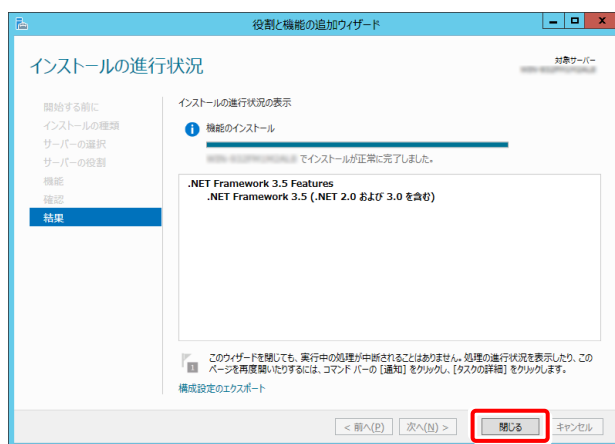 役割と機能の追加ウィザード
インストールの進行状況
対象サーバー
開始する前に
インストールの種類
サーバーの選択
サーバーの役割
機能
確認
結果
インストールの進行状況の表示
機能のインストール
でインストールが正常に完了しました。
.NET Framework 3.5 Features
.NET Framework 3.5 (.NET 2.0 および 3.0 を含む)
1
このウィザードを閉じても、実行中の処理が中断されることはありません。処理の進行状況を表示したり、この
ページを再度開いたりするには、コマンド バーの [通知] をクリックし、[タスクの詳細] をクリックします。
構成設定のエクスポート
< 前へ(P) 次へ(N) > 閉じる キャンセル